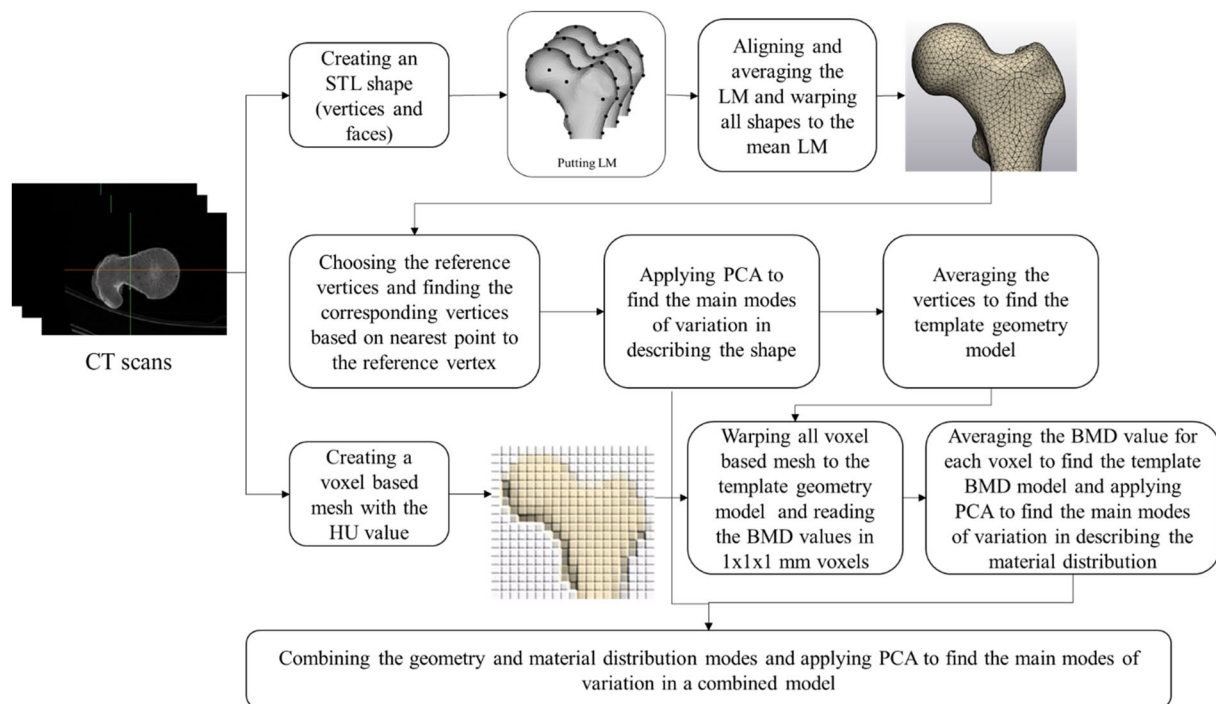 Creating an
STL shape
(vertices and
faces)
Putting LM
Aligning and
averaging the
LM and warping
all shapes to the
mean LM
CT scans
Choosing the reference
vertices and finding the
corresponding vertices
based on nearest point to
the reference vertex
Applying PCA to
find the main modes
of variation in
describing the shape
Averaging the
vertices to find the
template geometry
model
Creating a
voxel based
mesh with the
HU value
Warping all voxel
based mesh to the
template geometry
model and reading
the BMD values in
1x1x1 mm voxels
Averaging the BMD value for
each voxel to find the template
BMD model and applying
PCA to find the main modes
of variation in describing the
material distribution
Combining the geometry and material distribution modes and applying PCA to find the main modes of
variation in a combined model